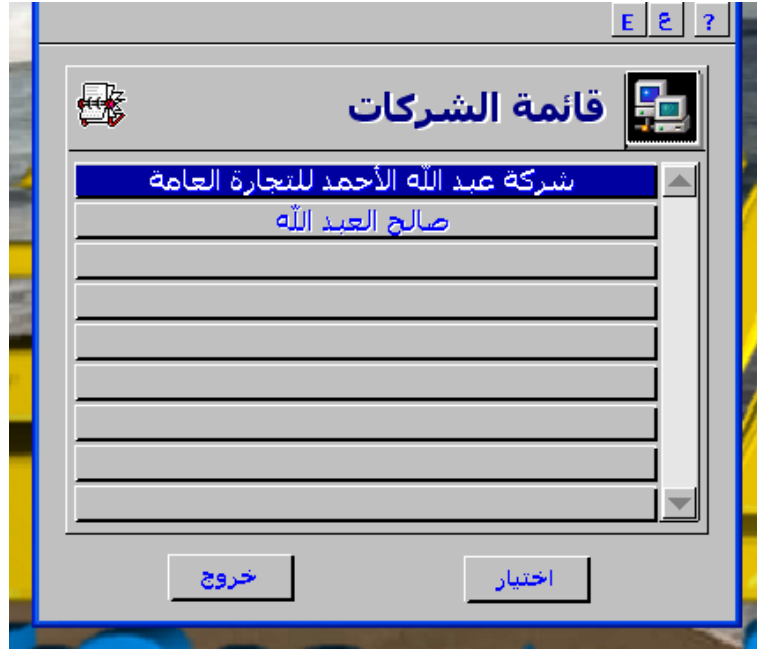 ? ع E
قائمة الشركات
شركة عبد الله الأحمد للتجارة العامة
صالح العبد الله
اختيار خروج